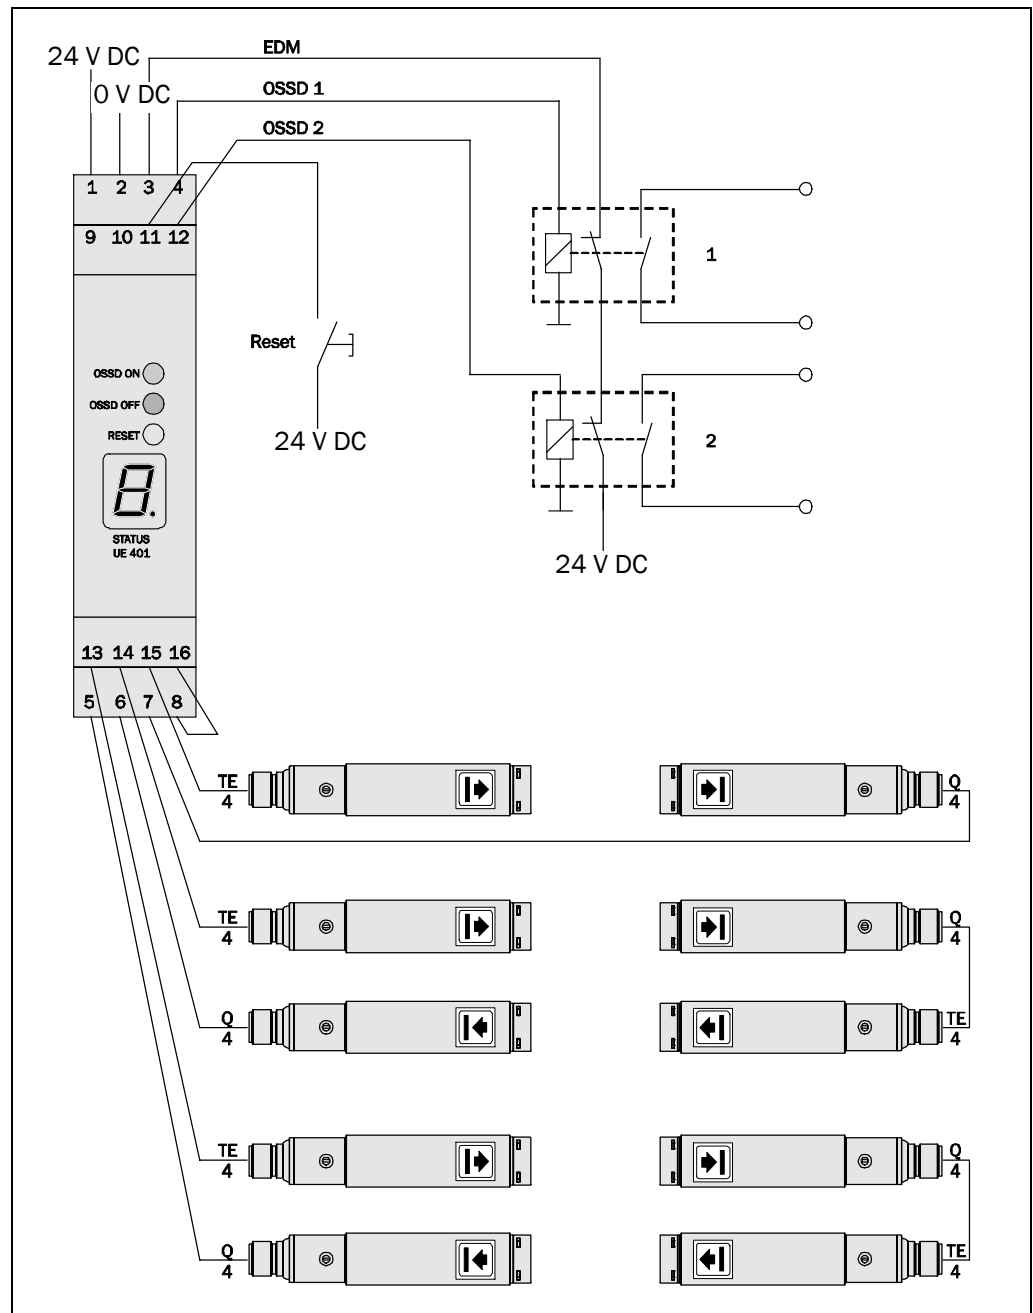 EDM
24 V DC
0 V DC
OSSD 1
OSSD 2
1 2 3 4
9 10 11 12
1
Reset
OSSD ON
OSSD OFF
RESET
24 V DC
2
8.
STATUS
UE 401
24 V DC
13 14 15 16
5 6 7 8
TE
4
Q
4
TE
4
Q
4
Q
4
TE
4
TE
4
Q
4
Q
4
TE
4